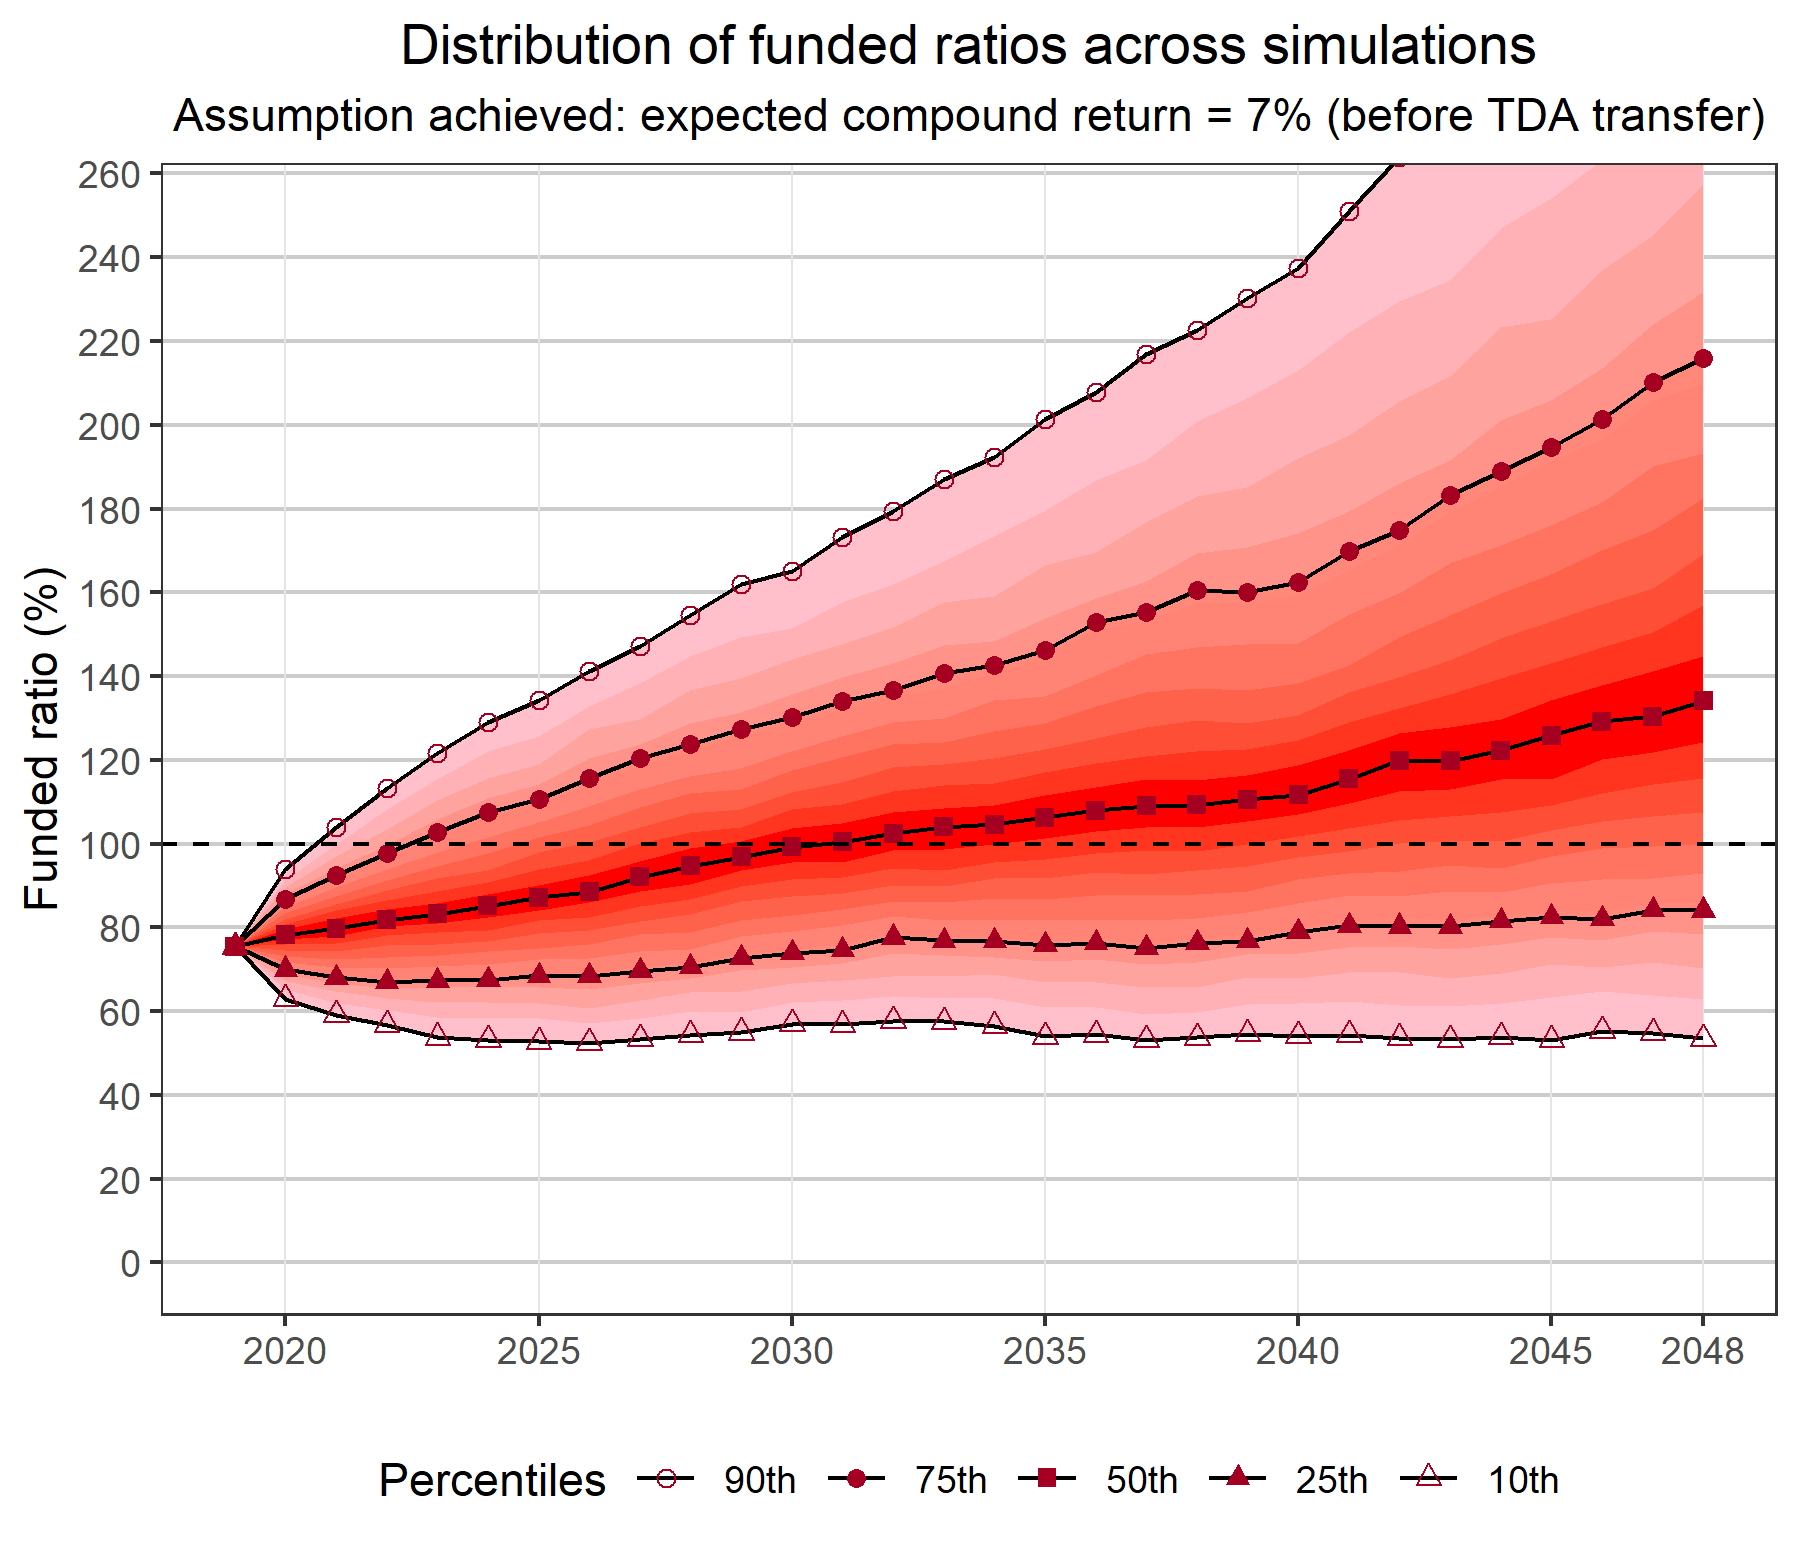 Distribution of funded ratios across simulations
Assumption achieved: expected compound return = 7% (before TDA transfer)
Funded ratio (%)
260
240
220
200
180
160
140
120
100
80
60
40
20
0
2020 2025 2030 2035 2040 2045 2048
Percentiles 90th 75th 50th 25th 10th